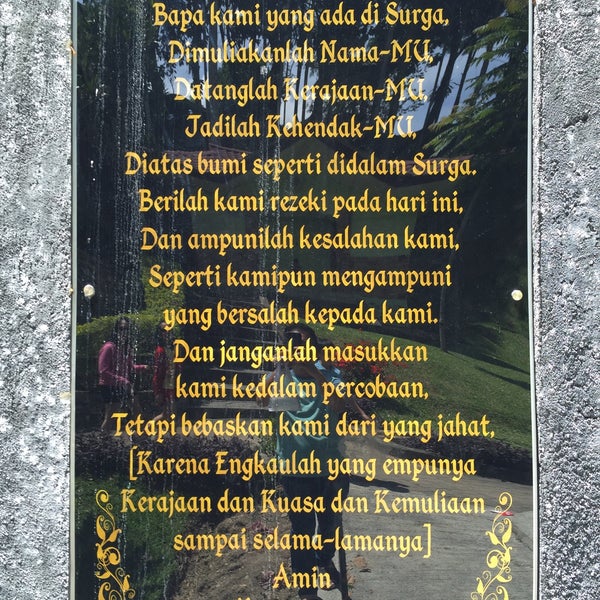 Bapa kami yang ada di Surga,
Dimuliakanlah Nama-MU,
Datanglah Kerajaan-MU,
Jadilah Kehendak-MU,
Diatas bumi seperti didalam Surga.
Berilah kami rezeki pada hari ini,
Dan ampunilah kesalahan kami,
Seperti kamipun mengampuni
yang bersalah kepada kami.
Dan janganlah masukkan
kami kedalam percobaan,
Tetapi bebaskan kami dari yang jahat,
[Karena Engkaulah yang empunya
Kerajaan dan Kuasa dan Kemuliaan
sampai selama-lamanya]
Amin